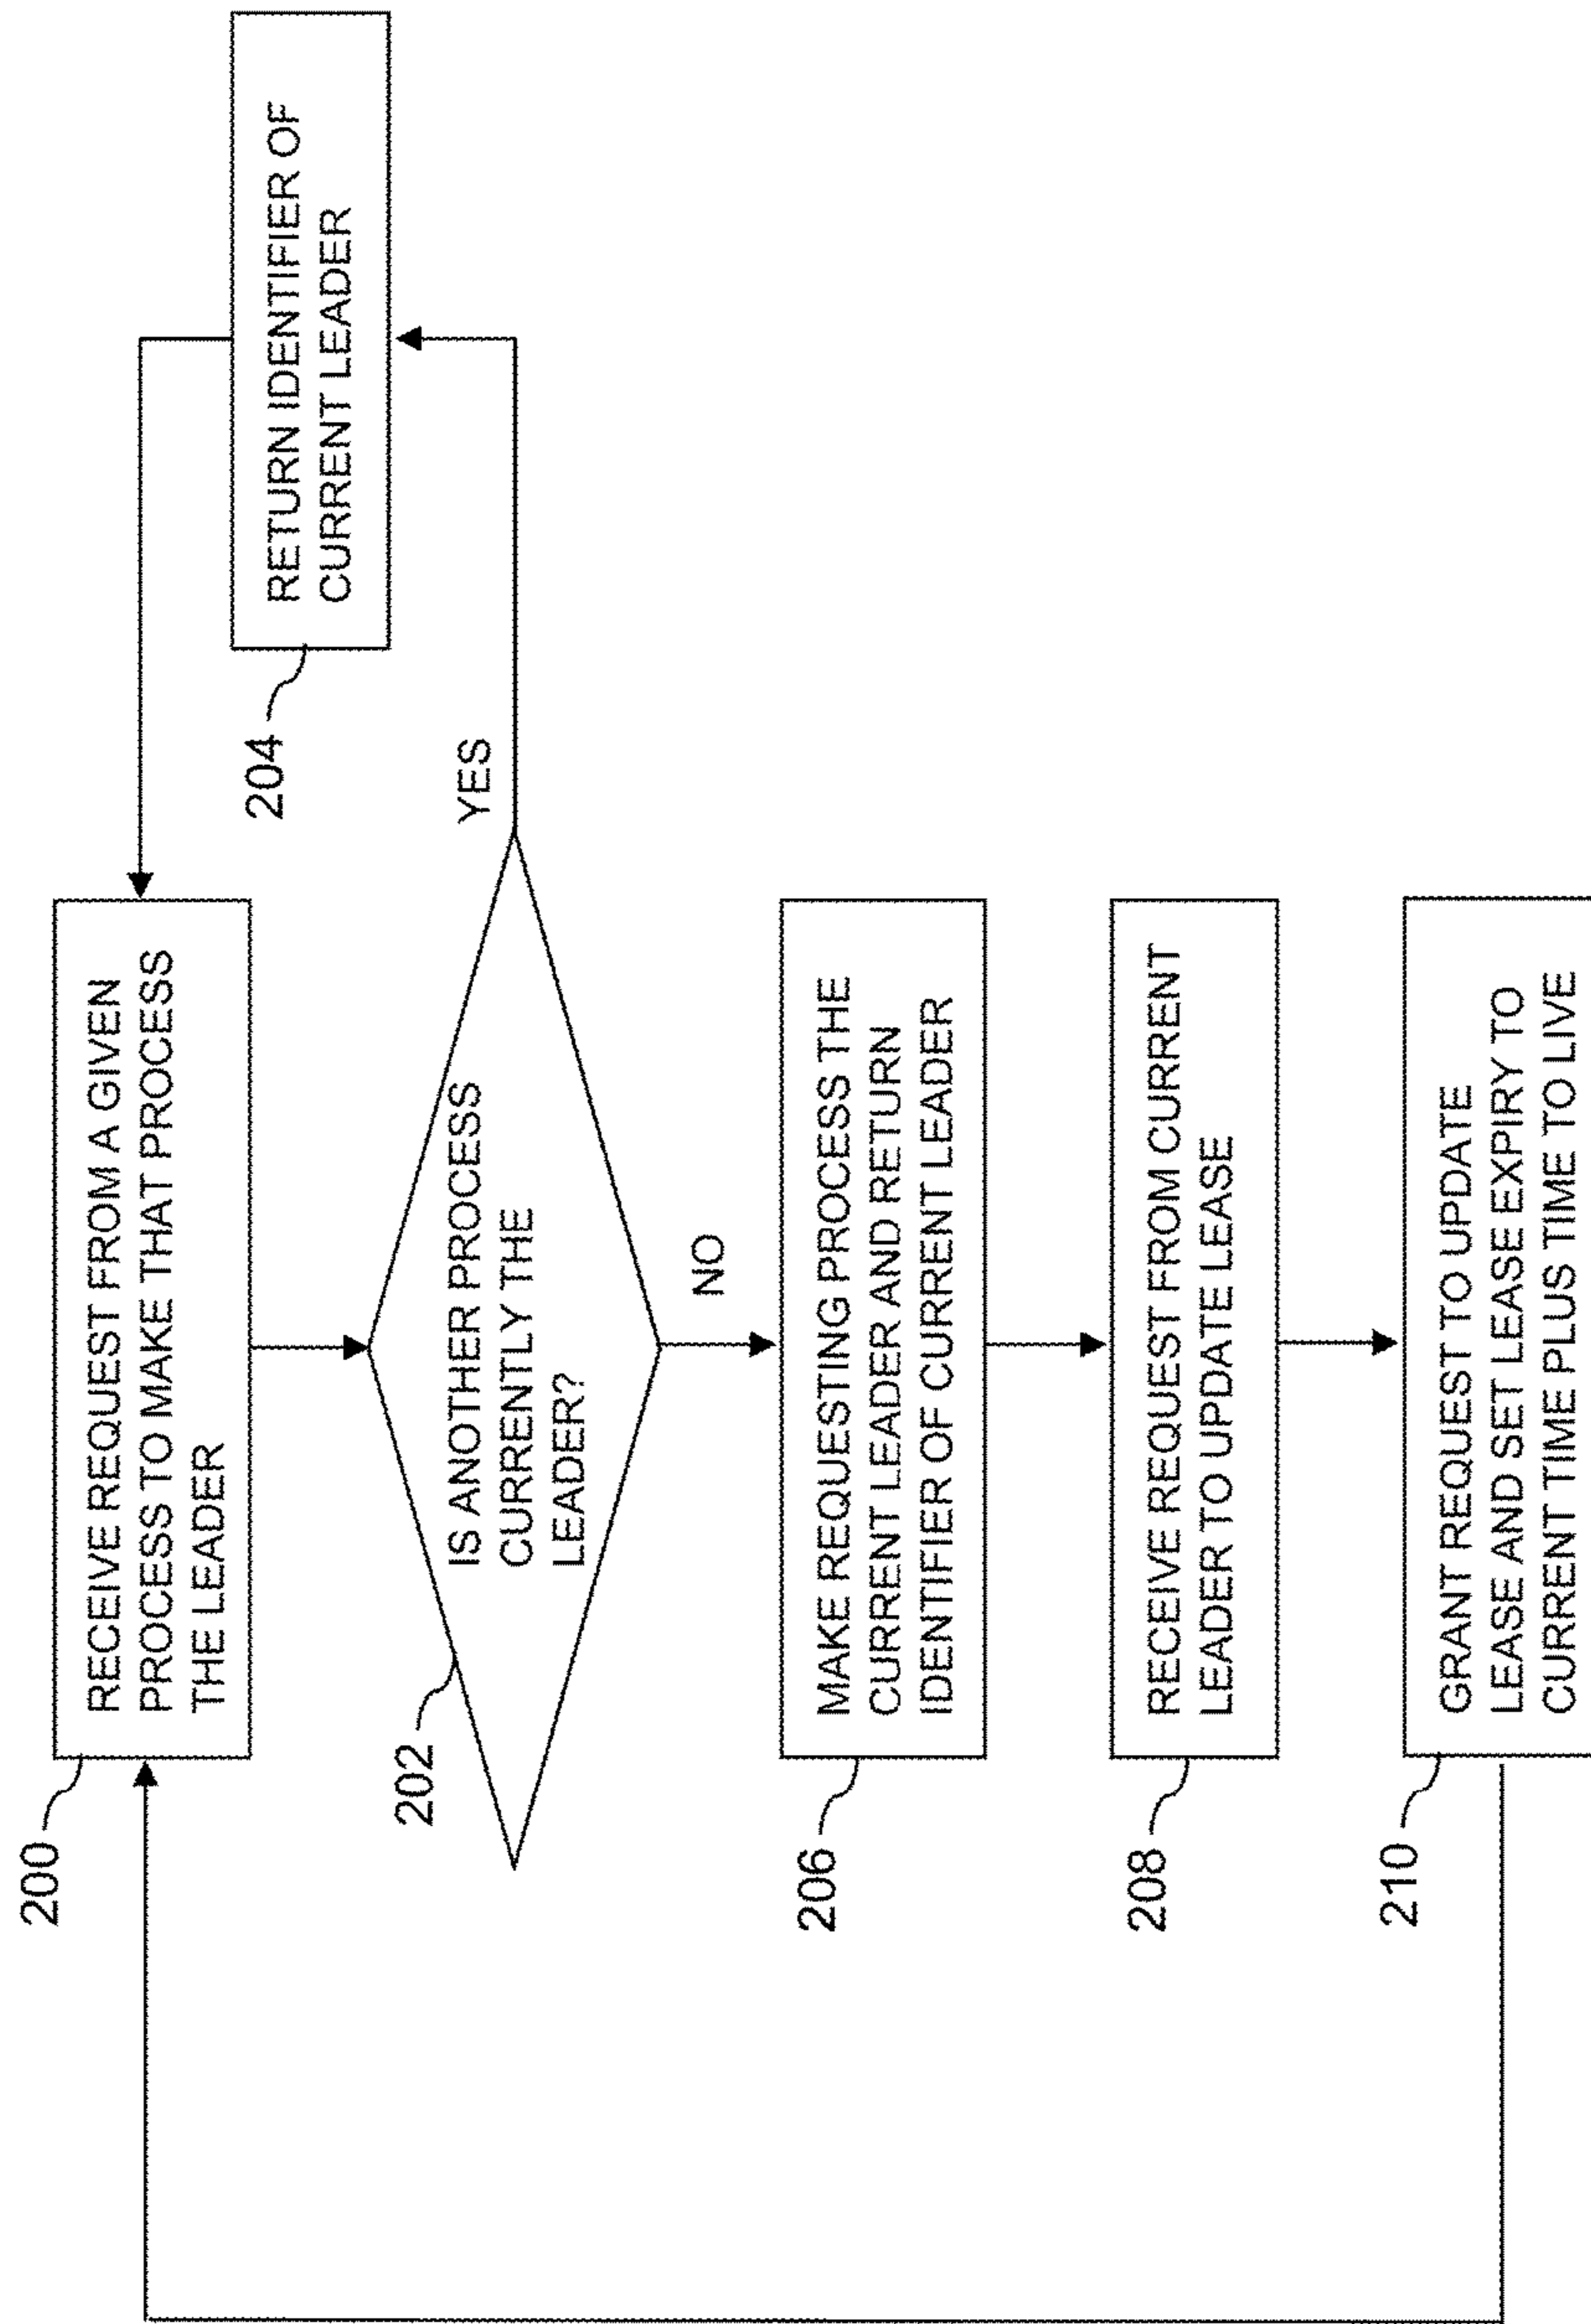 200
RECEIVE REQUEST FROM A GIVEN
PROCESS TO MAKE THAT PROCESS
THE LEADER
202
IS ANOTHER PROCESS
CURRENTLY THE
LEADER?
YES
204
RETURN IDENTIFIER OF
CURRENT LEADER
NO
206
MAKE REQUESTING PROCESS THE
CURRENT LEADER AND RETURN
IDENTIFIER OF CURRENT LEADER
208
RECEIVE REQUEST FROM CURRENT
LEADER TO UPDATE LEASE
210
GRANT REQUEST TO UPDATE
LEASE AND SET LEASE EXPIRY TO
CURRENT TIME PLUS TIME TO LIVE